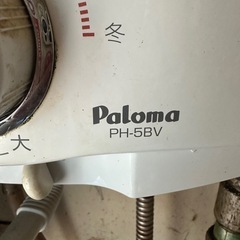 冬
Paloma
PH-5BV
大